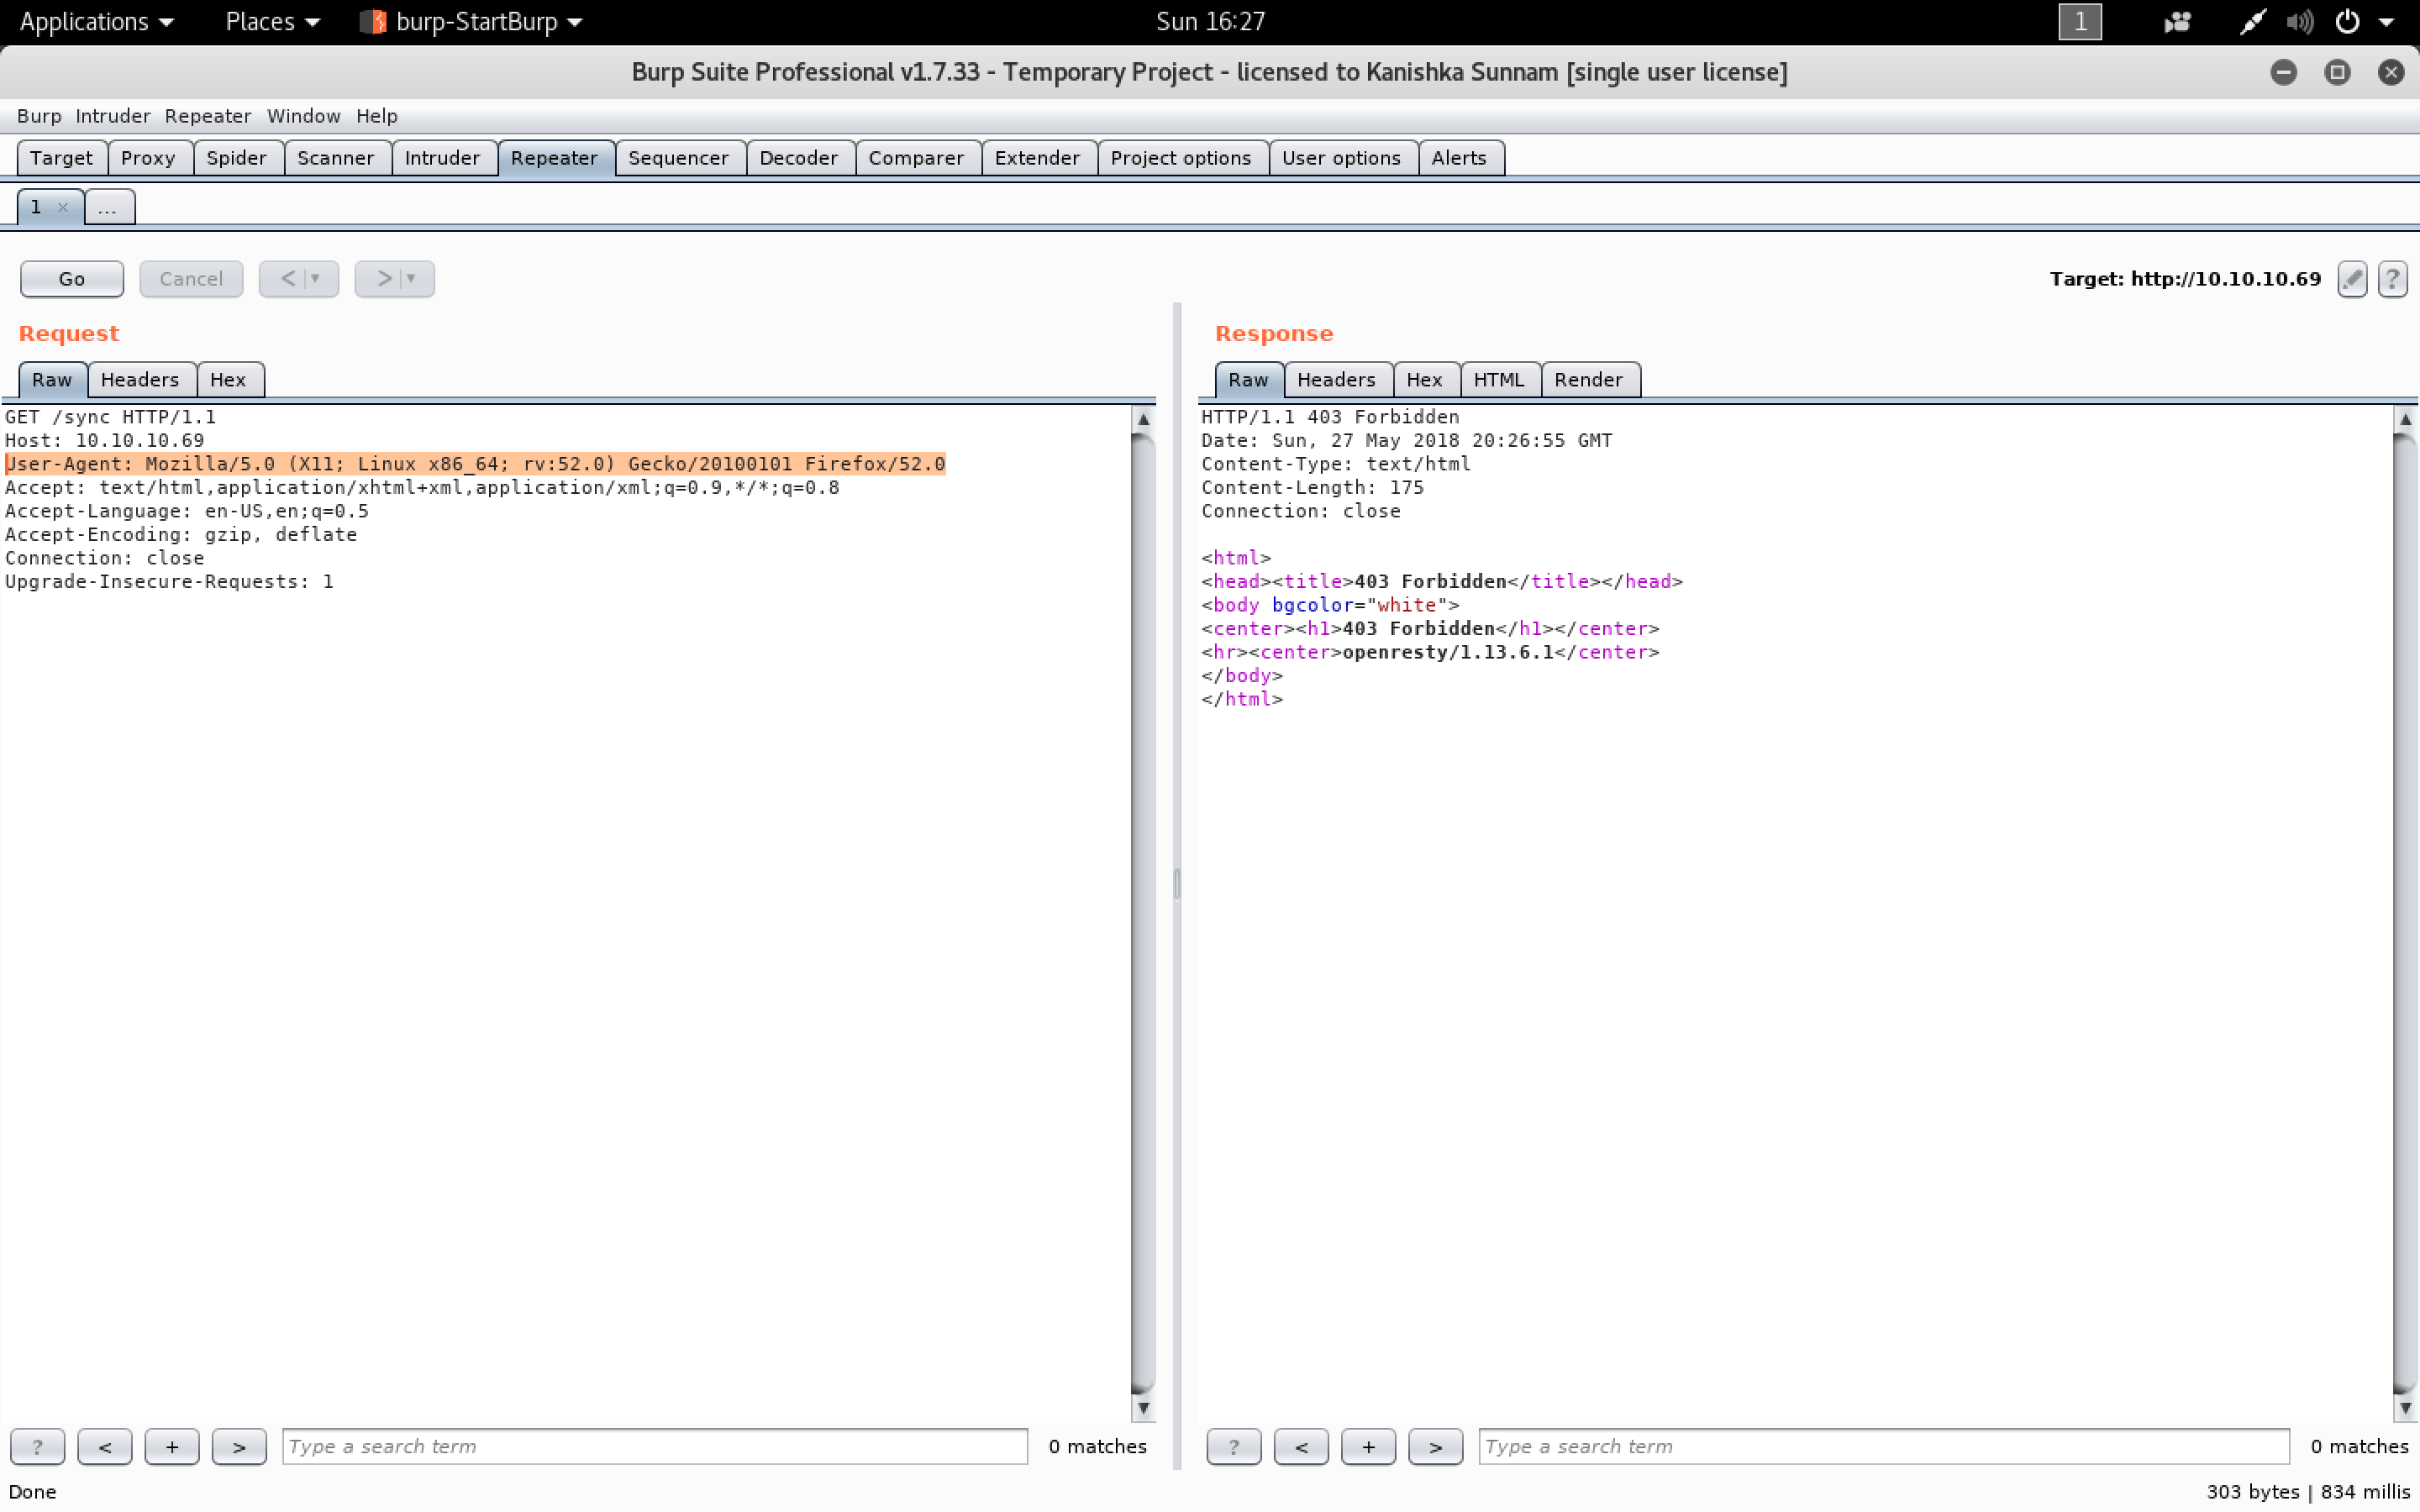 Applications Places burp-StartBurp Sun 16:27 1
Burp Suite Professional v1.7.33 - Temporary Project - licensed to Kanishka Sunnam [single user license]
Burp Intruder Repeater Window Help
Target Proxy Spider Scanner Intruder Repeater Sequencer Decoder Comparer Extender Project options User options Alerts
1 × ...
Go Cancel < > Target: http://10.10.10.69 ?
Request
Raw Headers Hex
GET /sync HTTP/1.1
Host: 10.10.10.69
User-Agent: Mozilla/5.0 (X11; Linux x86_64; rv:52.0) Gecko/20100101 Firefox/52.0
Accept: text/html,application/xhtml+xml,application/xml;q=0.9,*/*;q=0.8
Accept-Language: en-US,en;q=0.5
Accept-Encoding: gzip, deflate
Connection: close
Upgrade-Insecure-Requests: 1
? < + > Type a search term 0 matches
Response
Raw Headers Hex HTML Render
HTTP/1.1 403 Forbidden
Date: Sun, 27 May 2018 20:26:55 GMT
Content-Type: text/html
Content-Length: 175
Connection: close
<html>
<head><title>403 Forbidden</title></head>
<body bgcolor="white">
<center><h1>403 Forbidden</h1></center>
<hr><center>openresty/1.13.6.1</center>
</body>
</html>
? < + > Type a search term 0 matches
Done 303 bytes | 834 millis